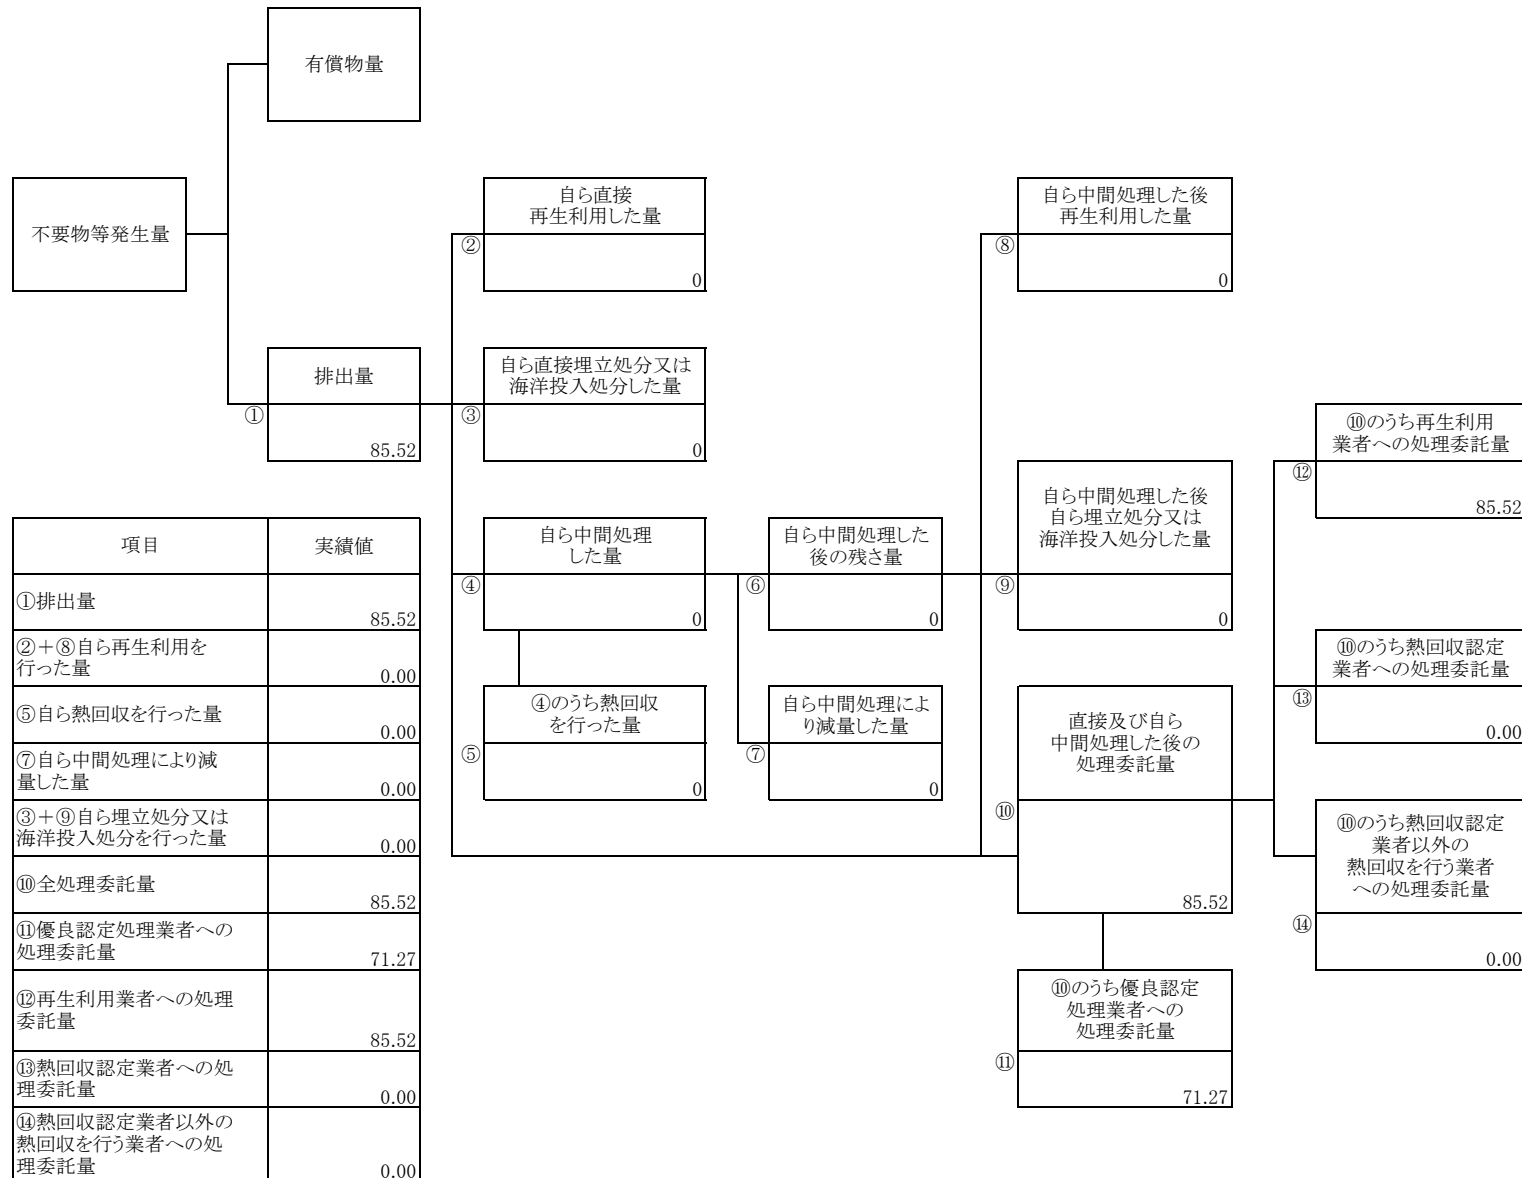 有償物量
不要物等発生量
自ら直接
再生利用した量
②
0
自ら中間処理した後
再生利用した量
⑧
0
排出量
①
85.52
自ら直接埋立処分又は
海洋投入処分した量
③
0
⑩のうち再生利用
業者への処理委託量
⑫
85.52
自ら中間処理
した量
④
0
自ら中間処理した
後の残さ量
⑥
0
自ら中間処理した後
自ら埋立処分又は
海洋投入処分した量
⑨
0
⑩のうち熱回収認定
業者への処理委託量
⑬
0.00
④のうち熱回収
を行った量
⑤
0
自ら中間処理によ
り減量した量
⑦
0
直接及び自ら
中間処理した後の
処理委託量
⑩
85.52
⑩のうち熱回収認定
業者以外の
熱回収を行う業者
への処理委託量
⑭
0.00
⑩のうち優良認定
処理業者への
処理委託量
⑪
71.27
項目
実績値
①排出量
85.52
②＋⑧自ら再生利用を
行った量
0.00
⑤自ら熱回収を行った量
0.00
⑦自ら中間処理により減
量した量
0.00
③＋⑨自ら埋立処分又は
海洋投入処分を行った量
0.00
⑩全処理委託量
85.52
⑪優良認定処理業者への
処理委託量
71.27
⑫再生利用業者への処理
委託量
85.52
⑬熱回収認定業者への処
理委託量
0.00
⑭熱回収認定業者以外の
熱回収を行う業者への処
理委託量
0.00